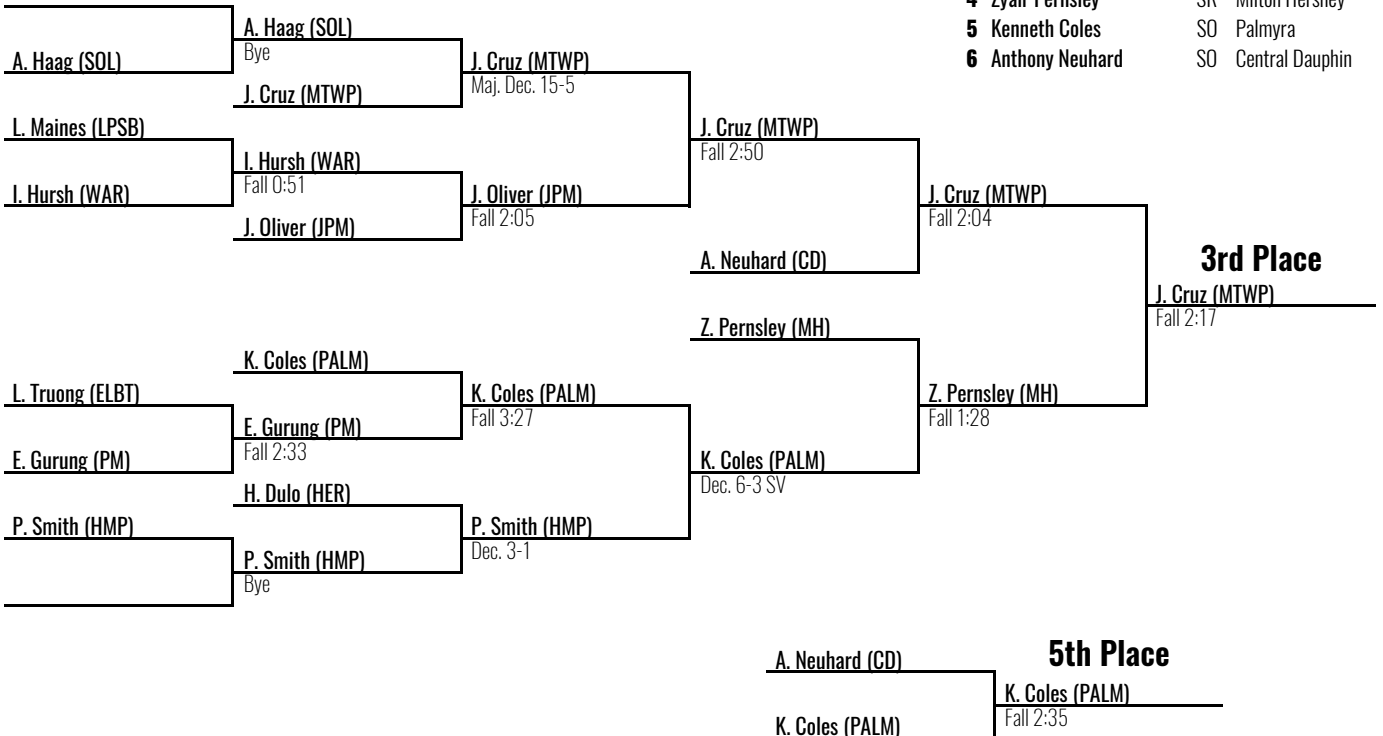 4 Zyair Pernsley SR Milton Hershey
5 Kenneth Coles SO Palmyra
6 Anthony Neuhard SO Central Dauphin
A. Haag (SOL)
A. Haag (SOL)
Bye
J. Cruz (MTWP)
J. Cruz (MTWP)
Maj. Dec. 15-5
L. Maines (LPSB)
I. Hursh (WAR)
I. Hursh (WAR)
Fall 0:51
J. Oliver (JPM)
J. Oliver (JPM)
Fall 2:05
J. Cruz (MTWP)
Fall 2:50
A. Neuhard (CD)
J. Cruz (MTWP)
Fall 2:04
3rd Place
J. Cruz (MTWP)
Fall 2:17
Z. Pernsley (MH)
Z. Pernsley (MH)
Fall 1:28
K. Coles (PALM)
L. Truong (ELBT)
E. Gurung (PM)
E. Gurung (PM)
Fall 2:33
K. Coles (PALM)
Fall 3:27
K. Coles (PALM)
Dec. 6-3 SV
H. Dulo (HER)
P. Smith (HMP)
P. Smith (HMP)
Bye
P. Smith (HMP)
Dec. 3-1
5th Place
A. Neuhard (CD)
K. Coles (PALM)
K. Coles (PALM)
Fall 2:35